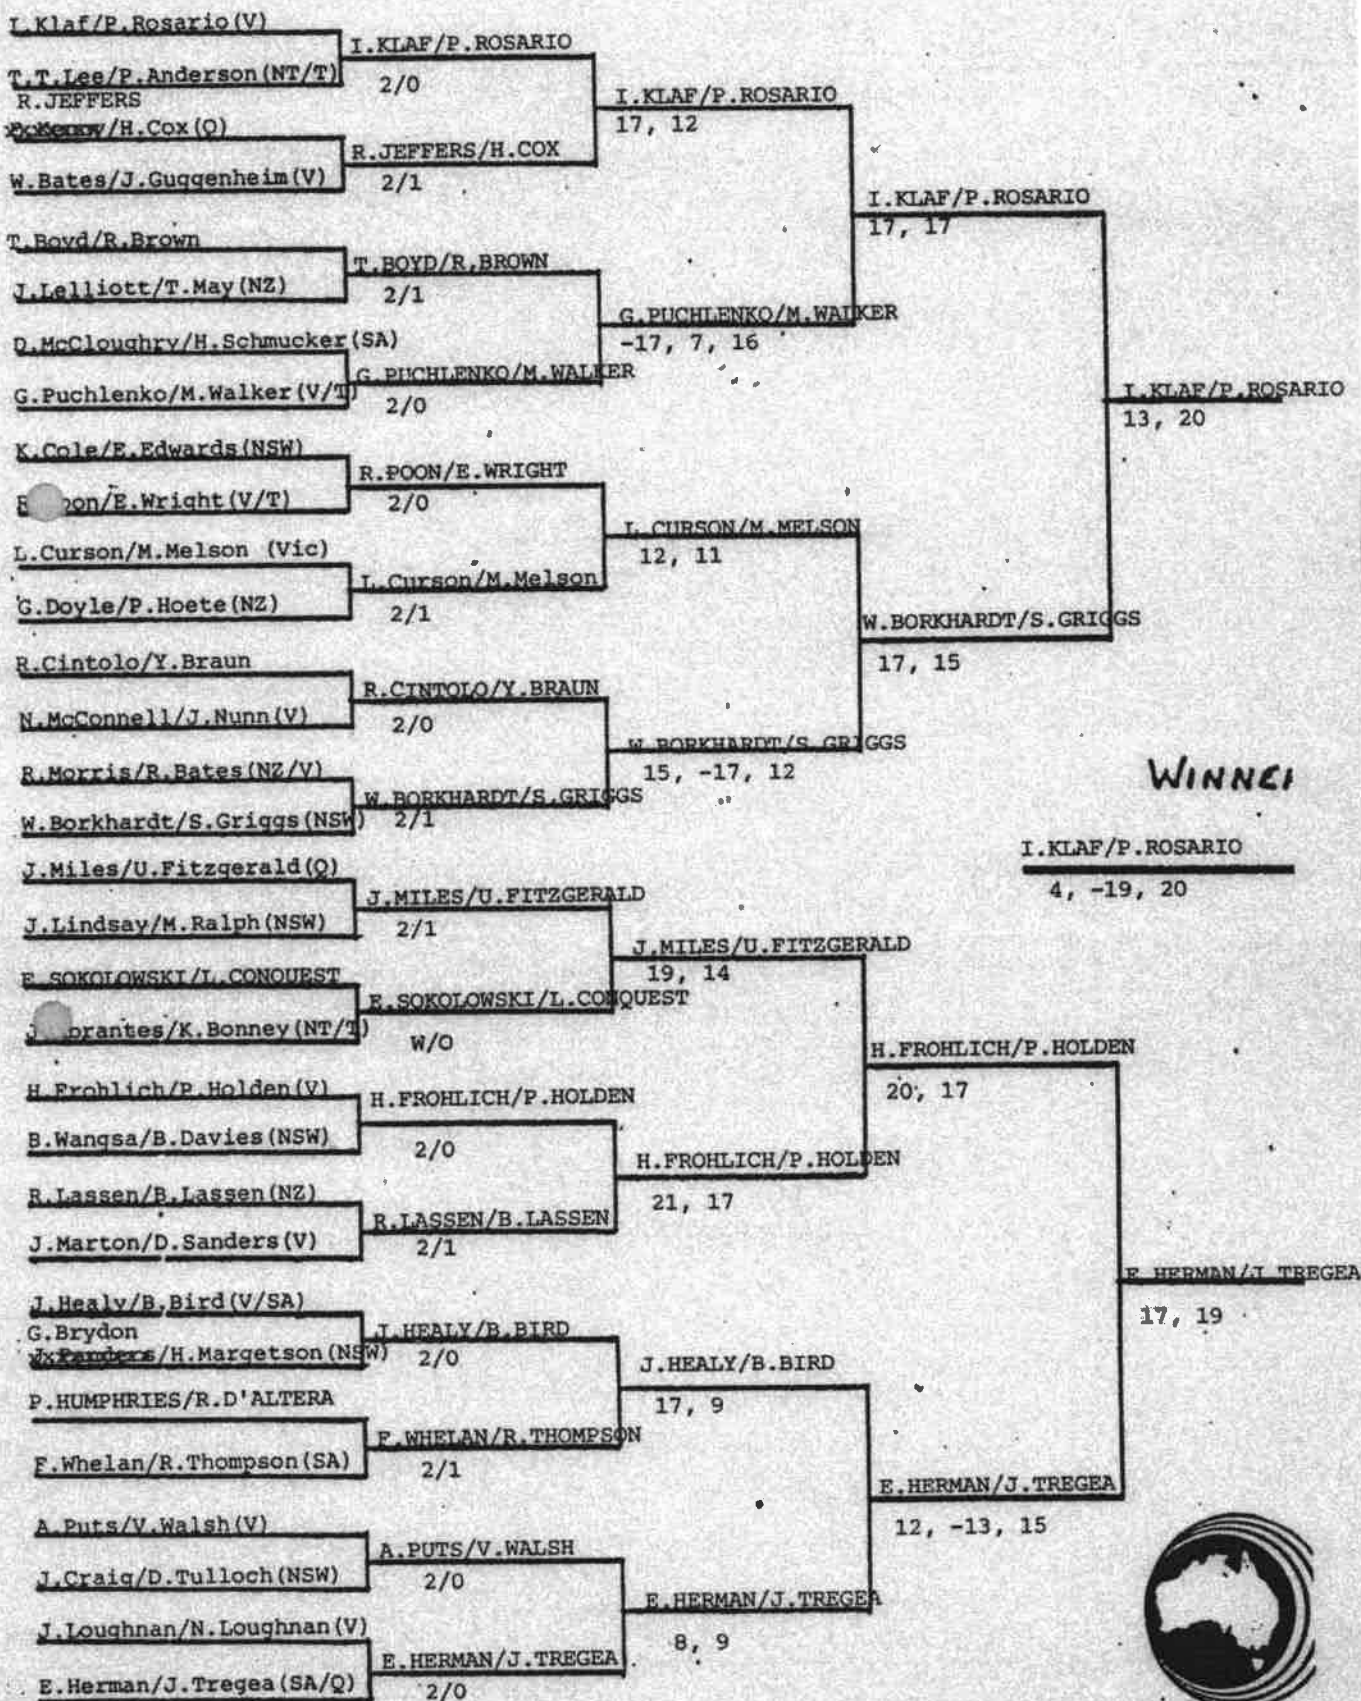 I.Klaf/P.Rosario(V)
I.KLAF/P.ROSARIO
T.T.Lee/P.Anderson(NT/T)
2/0
R.JEFFERS
I.KLAF/P.ROSARIO
17, 12
/H.Cox(Q)
R.JEFFERS/H.COX
W.Bates/J.Guggenheim(V)
2/1
I.KLAF/P.ROSARIO
17, 17
T.Boyd/R.Brown
T.BOYD/R.BROWN
J.Lelliott/T.May(NZ)
2/1
G.PUCHLENKO/M.WALKER
-17, 7, 16
D.McCloughry/H.Schmucker(SA)
G.PUCHLENKO/M.WALKER
G.Puchlenko/M.Walker(V/T)
2/0
I.KLAF/P.ROSARIO
13, 20
K.Cole/E.Edwards(NSW)
R.POON/E.WRIGHT
oon/E.Wright(V/T)
2/0
L.CURSON/M.MELSON
12, 11
L.Curson/M.Melson (Vic)
L.Curson/M.Melson
G.Doyle/P.Hoete(NZ)
2/1
W.BORKHARDT/S.GRIGGS
17, 15
R.Cintolo/Y.Braun
R.CINTOLO/Y.BRAUN
N.McConnell/J.Nunn(V)
2/0
W.BORKHARDT/S.GRIGGS
15, -17, 12
R.Morris/R.Bates(NZ/V)
W.BORKHARDT/S.GRIGGS
W.Borkhardt/S.Griggs(NSW)
2/1
WINNE
I.KLAF/P.ROSARIO
4, -19, 20
J.Miles/U.Fitzgerald(Q)
J.MILES/U.FITZGERALD
J.Lindsay/M.Ralph(NSW)
2/1
J.MILES/U.FITZGERALD
19, 14
E.SOKOLOWSKI/L.CONQUEST
E.SOKOLOWSKI/L.CONQUEST
J. brantes/K.Bonney(NT/T)
W/O
H.FROHLICH/P.HOLDEN
20, 17
H.Frohlich/P.Holden(V)
H.FROHLICH/P.HOLDEN
B.Wangsa/B.Davies(NSW)
2/0
H.FROHLICH/P.HOLDEN
21, 17
R.Lassen/B.Lassen(NZ)
R.LASSEN/B.LASSEN
J.Marton/D.Sanders(V)
2/1
E.HERMAN/J.TREGEA
17, 19
J.Healy/B.Bird(V/SA)
G.Brydon
J.HEALY/B.BIRD
/H.Margetson(NSW)
2/0
J.HEALY/B.BIRD
17, 9
P.HUMPHRIES/R.D'ALTERA
F.WHELAN/R.THOMPSON
F.Whelan/R.Thompson(SA)
2/1
E.HERMAN/J.TREGEA
12, -13, 15
A.Puts/V.Walsh(V)
A.PUTS/V.WALSH
J.Craig/D.Tulloch(NSW)
2/0
E.HERMAN/J.TREGEA
8, 9
J.Loughnan/N.Loughnan(V)
E.HERMAN/J.TREGEA
E.Herman/J.Tregea(SA/Q)
2/0